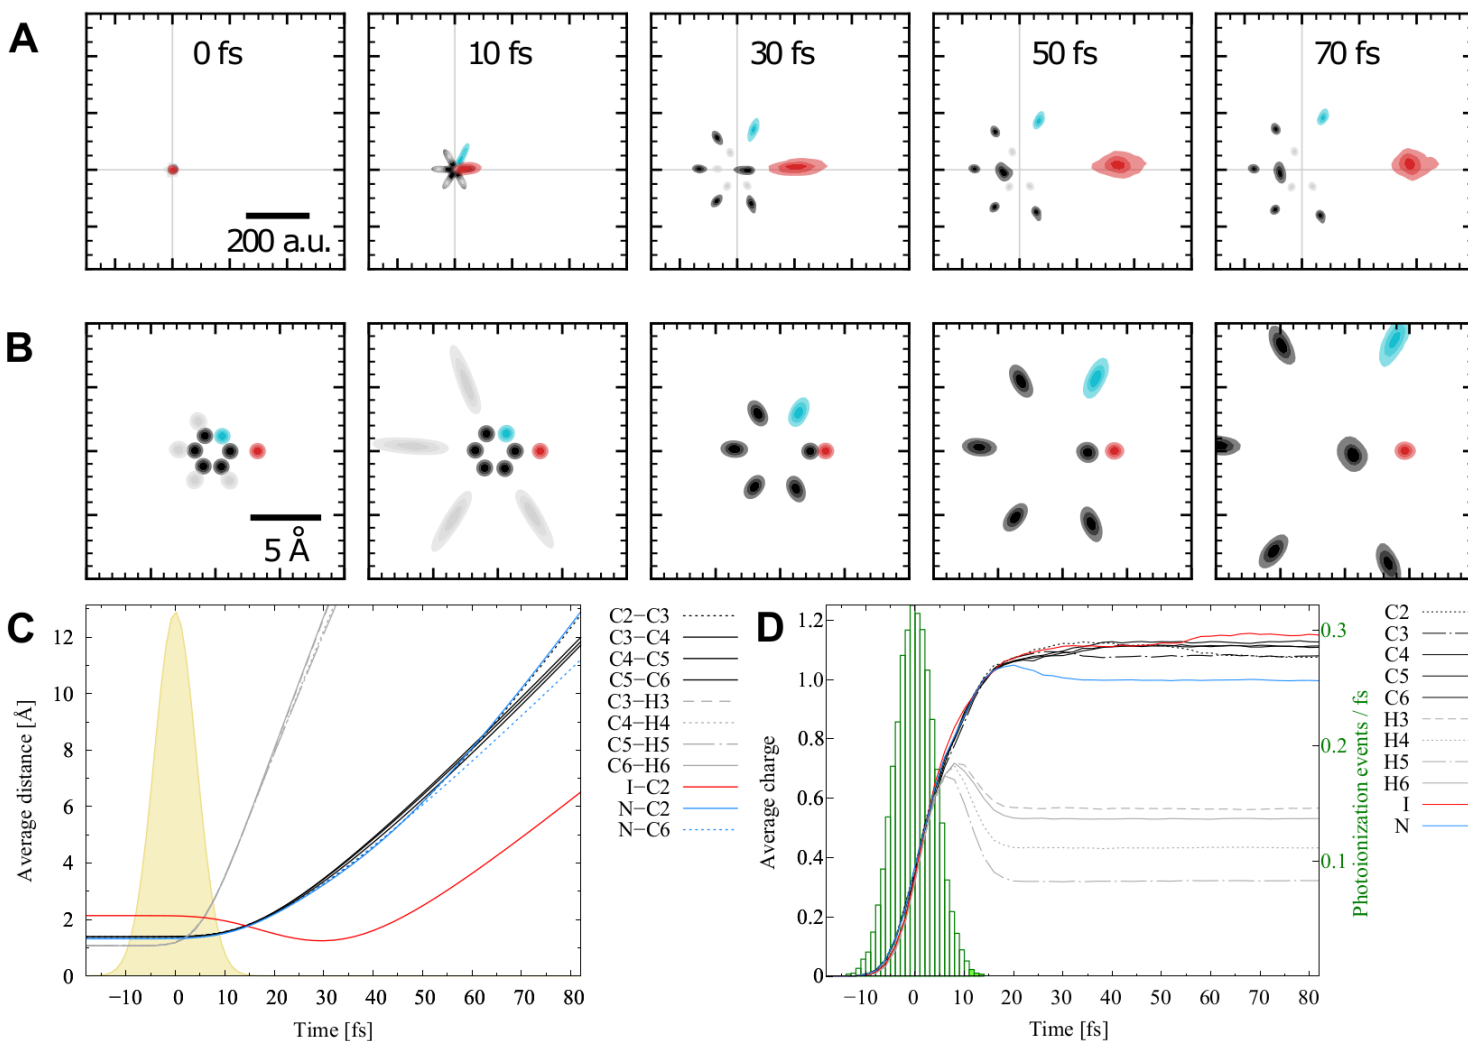 A
0 fs
10 fs
30 fs
50 fs
70 fs
200 a.u.
B
5 Å
C
12
10
8
6
4
2
0
Average distance [Å]
−10 0 10 20 30 40 50 60 70 80
Time [fs]
C2−C3
C3−C4
C4−C5
C5−C6
C3−H3
C4−H4
C5−H5
C6−H6
I−C2
N−C2
N−C6
D
1.2
1.0
0.8
0.6
0.4
0.2
0
Average charge
−10 0 10 20 30 40 50 60 70 80
Time [fs]
0.3
0.2
0.1
Photoionization events / fs
C2
C3
C4
C5
C6
H3
H4
H5
H6
I
N